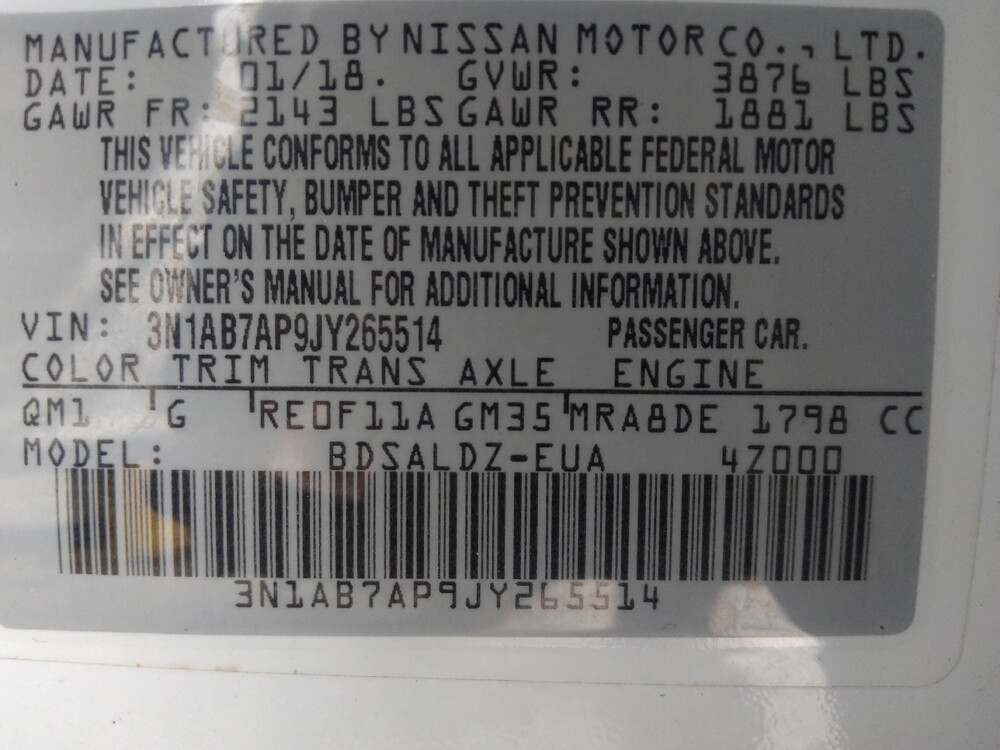 MANUFACTURED BY NISSAN MOTOR CO., LTD.
DATE: 01/18. GVWR: 3876 LBS
GAWR FR: 2143 LBS GAWR RR: 1881 LBS
THIS VEHICLE CONFORMS TO ALL APPLICABLE FEDERAL MOTOR
VEHICLE SAFETY, BUMPER AND THEFT PREVENTION STANDARDS
IN EFFECT ON THE DATE OF MANUFACTURE SHOWN ABOVE.
SEE OWNER'S MANUAL FOR ADDITIONAL INFORMATION.
VIN: 3N1AB7AP9JY265514 PASSENGER CAR.
COLOR TRIM TRANS AXLE ENGINE
QM1 G RE0F11A GM35 MRA8DE 1798 CC
MODEL: BDSALDZ-EUA 4Z000
3N1AB7AP9JY265514